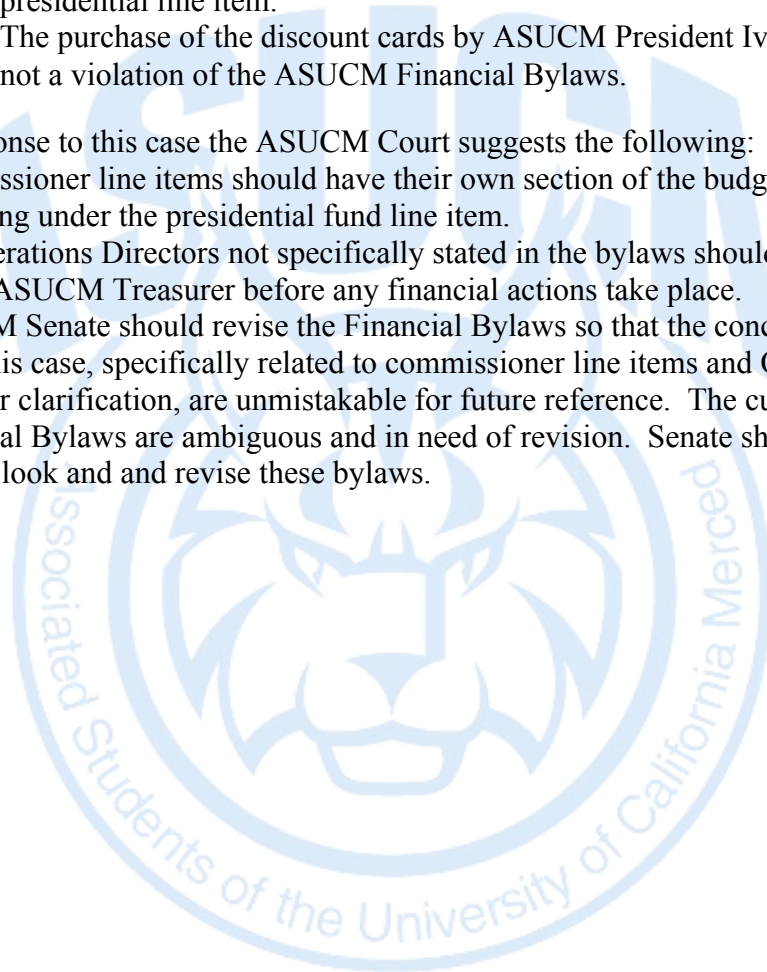 presidential line item.
The purchase of the discount cards by ASUCM President Iv
not a violation of the ASUCM Financial Bylaws.
onse to this case the ASUCM Court suggests the following:
ssioner line items should have their own section of the budg
ng under the presidential fund line item.
erations Directors not specifically stated in the bylaws should
ASUCM Treasurer before any financial actions take place.
M Senate should revise the Financial Bylaws so that the conc
is case, specifically related to commissioner line items and
r clarification, are unmistakable for future reference. The cu
al Bylaws are ambiguous and in need of revision. Senate sh
look and and revise these bylaws.
ASUCM
Associated Students of the University of California Merced